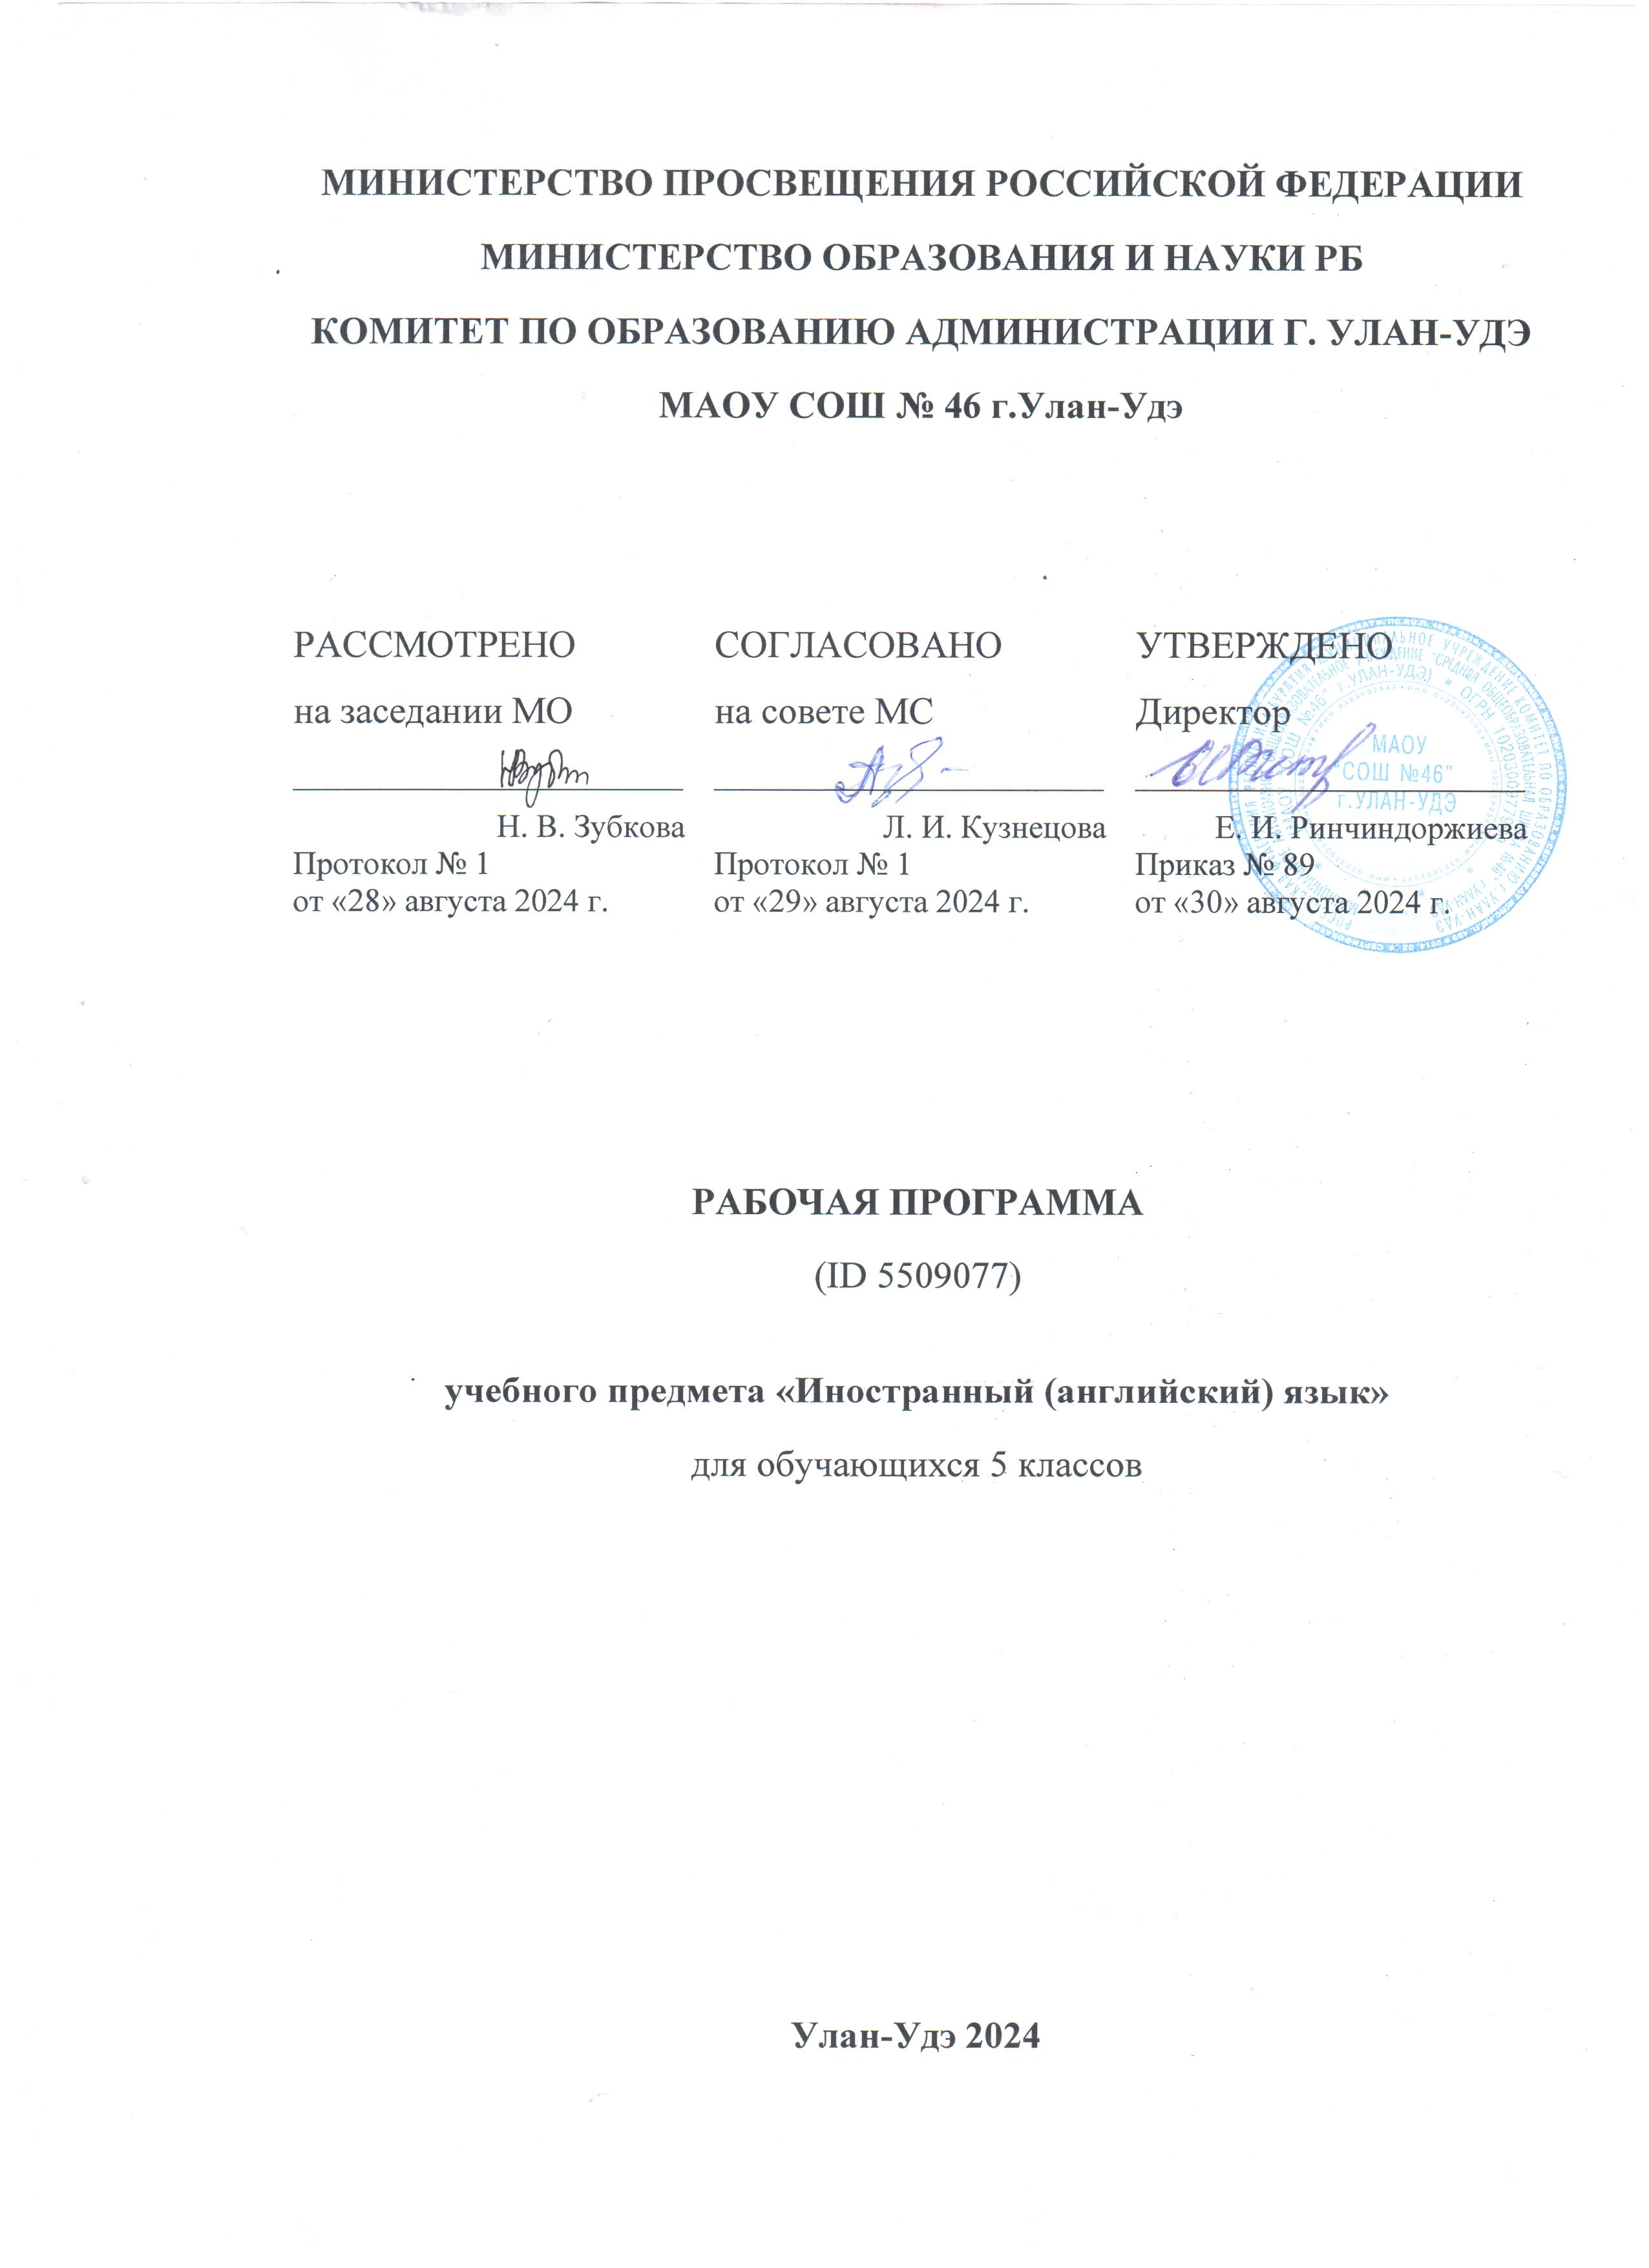 МИНИСТЕРСТВО ПРОСВЕЩЕНИЯ РОССИЙСКОЙ ФЕДЕРАЦИИ
МИНИСТЕРСТВО ОБРАЗОВАНИЯ И НАУКИ РБ
КОМИТЕТ ПО ОБРАЗОВАНИЮ АДМИНИСТРАЦИИ Г. УЛАН-УДЭ
МАОУ СОШ № 46 г.Улан-Удэ
РАССМОТРЕНО
на заседании МО
Н. В. Зубкова
Протокол № 1
от «28» августа 2024 г.
СОГЛАСОВАНО
на совете МС
Л. И. Кузнецова
Протокол № 1
от «29» августа 2024 г.
УТВЕРЖДЕНО
Директор
Е. И. Ринчиндоржиева
Приказ № 89
от «30» августа 2024 г.
МАОУ
"СОШ №46"
г.УЛАН-УДЭ
РАБОЧАЯ ПРОГРАММА
(ID 5509077)
учебного предмета «Иностранный (английский) язык»
для обучающихся 5 классов
Улан-Удэ 2024